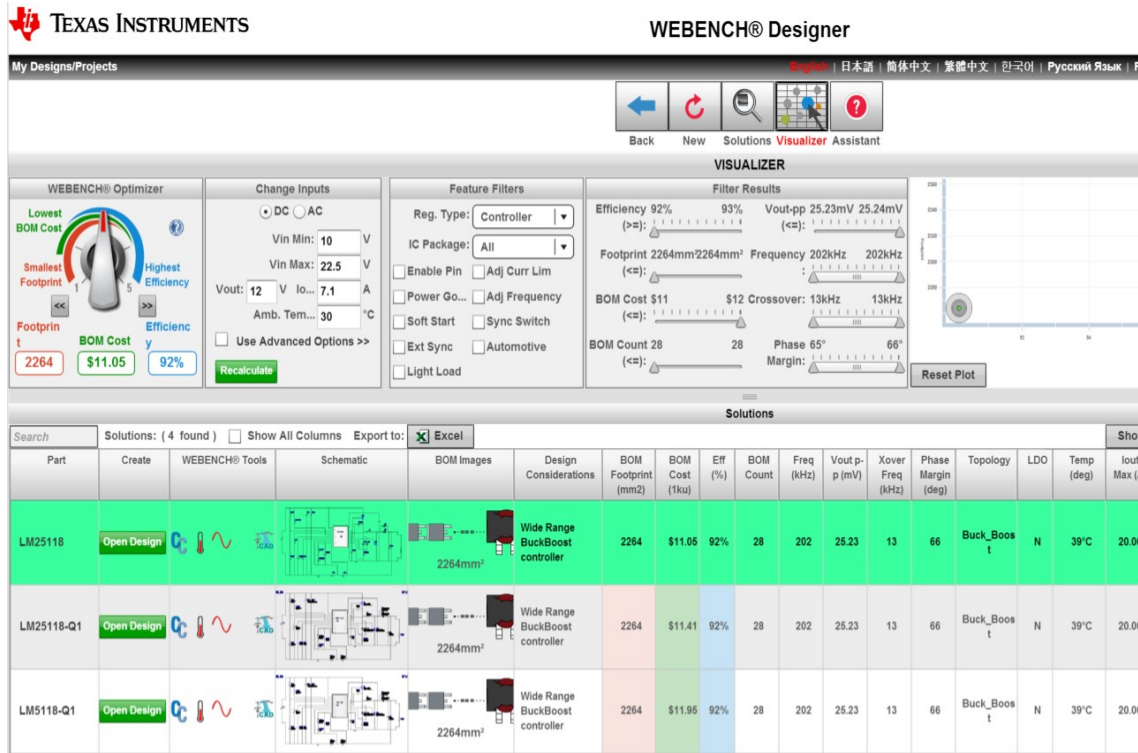 TEXAS INSTRUMENTS
WEBENCH® Designer
My Designs/Projects
English | 日本語 | 简体中文 | 繁體中文 | 한국어 | Русский Язык |
Back New Solutions Visualizer Assistant
VISUALIZER
WEBENCH® Optimizer
Lowest
BOM Cost
Smallest
Footprint
Highest
Efficiency
1 5
<< >>
Footprin
t
BOM Cost
Efficienc
y
2264 $11.05 92%
Change Inputs
DC AC
Vin Min: 10 V
Vin Max: 22.5 V
Vout: 12 V Io... 7.1 A
Amb. Tem... 30 °C
Use Advanced Options >>
Recalculate
Feature Filters
Reg. Type: Controller
IC Package: All
Enable Pin Adj Curr Lim
Power Go... Adj Frequency
Soft Start Sync Switch
Ext Sync Automotive
Light Load
Filter Results
Efficiency 92% 93% Vout-pp 25.23mV 25.24mV
(>=): (<=):
Footprint 2264mm² 2264mm² Frequency 202kHz 202kHz
(<=): :
BOM Cost $11 $12 Crossover: 13kHz 13kHz
(<=):
BOM Count 28 28 Phase 65° 66°
(<=): Margin:
Reset Plot
Solutions
Search Solutions: ( 4 found ) Show All Columns Export to: Excel
Part Create WEBENCH® Tools Schematic BOM Images Design Considerations BOM Footprint (mm2) BOM Cost (1ku) Eff (%) BOM Count Freq (kHz) Vout p-p (mV) Xover Freq (kHz) Phase Margin (deg) Topology LDO Temp (deg) Iout Max
LM25118 Open Design CAD 2264mm² Wide Range BuckBoost controller 2264 $11.05 92% 28 202 25.23 13 66 Buck_Boos t N 39°C
LM25118-Q1 Open Design CAD 2264mm² Wide Range BuckBoost controller 2264 $11.41 92% 28 202 25.23 13 66 Buck_Boos t N 39°C
LM5118-Q1 Open Design CAD 2264mm² Wide Range BuckBoost controller 2264 $11.95 92% 28 202 25.23 13 66 Buck_Boos t N 39°C